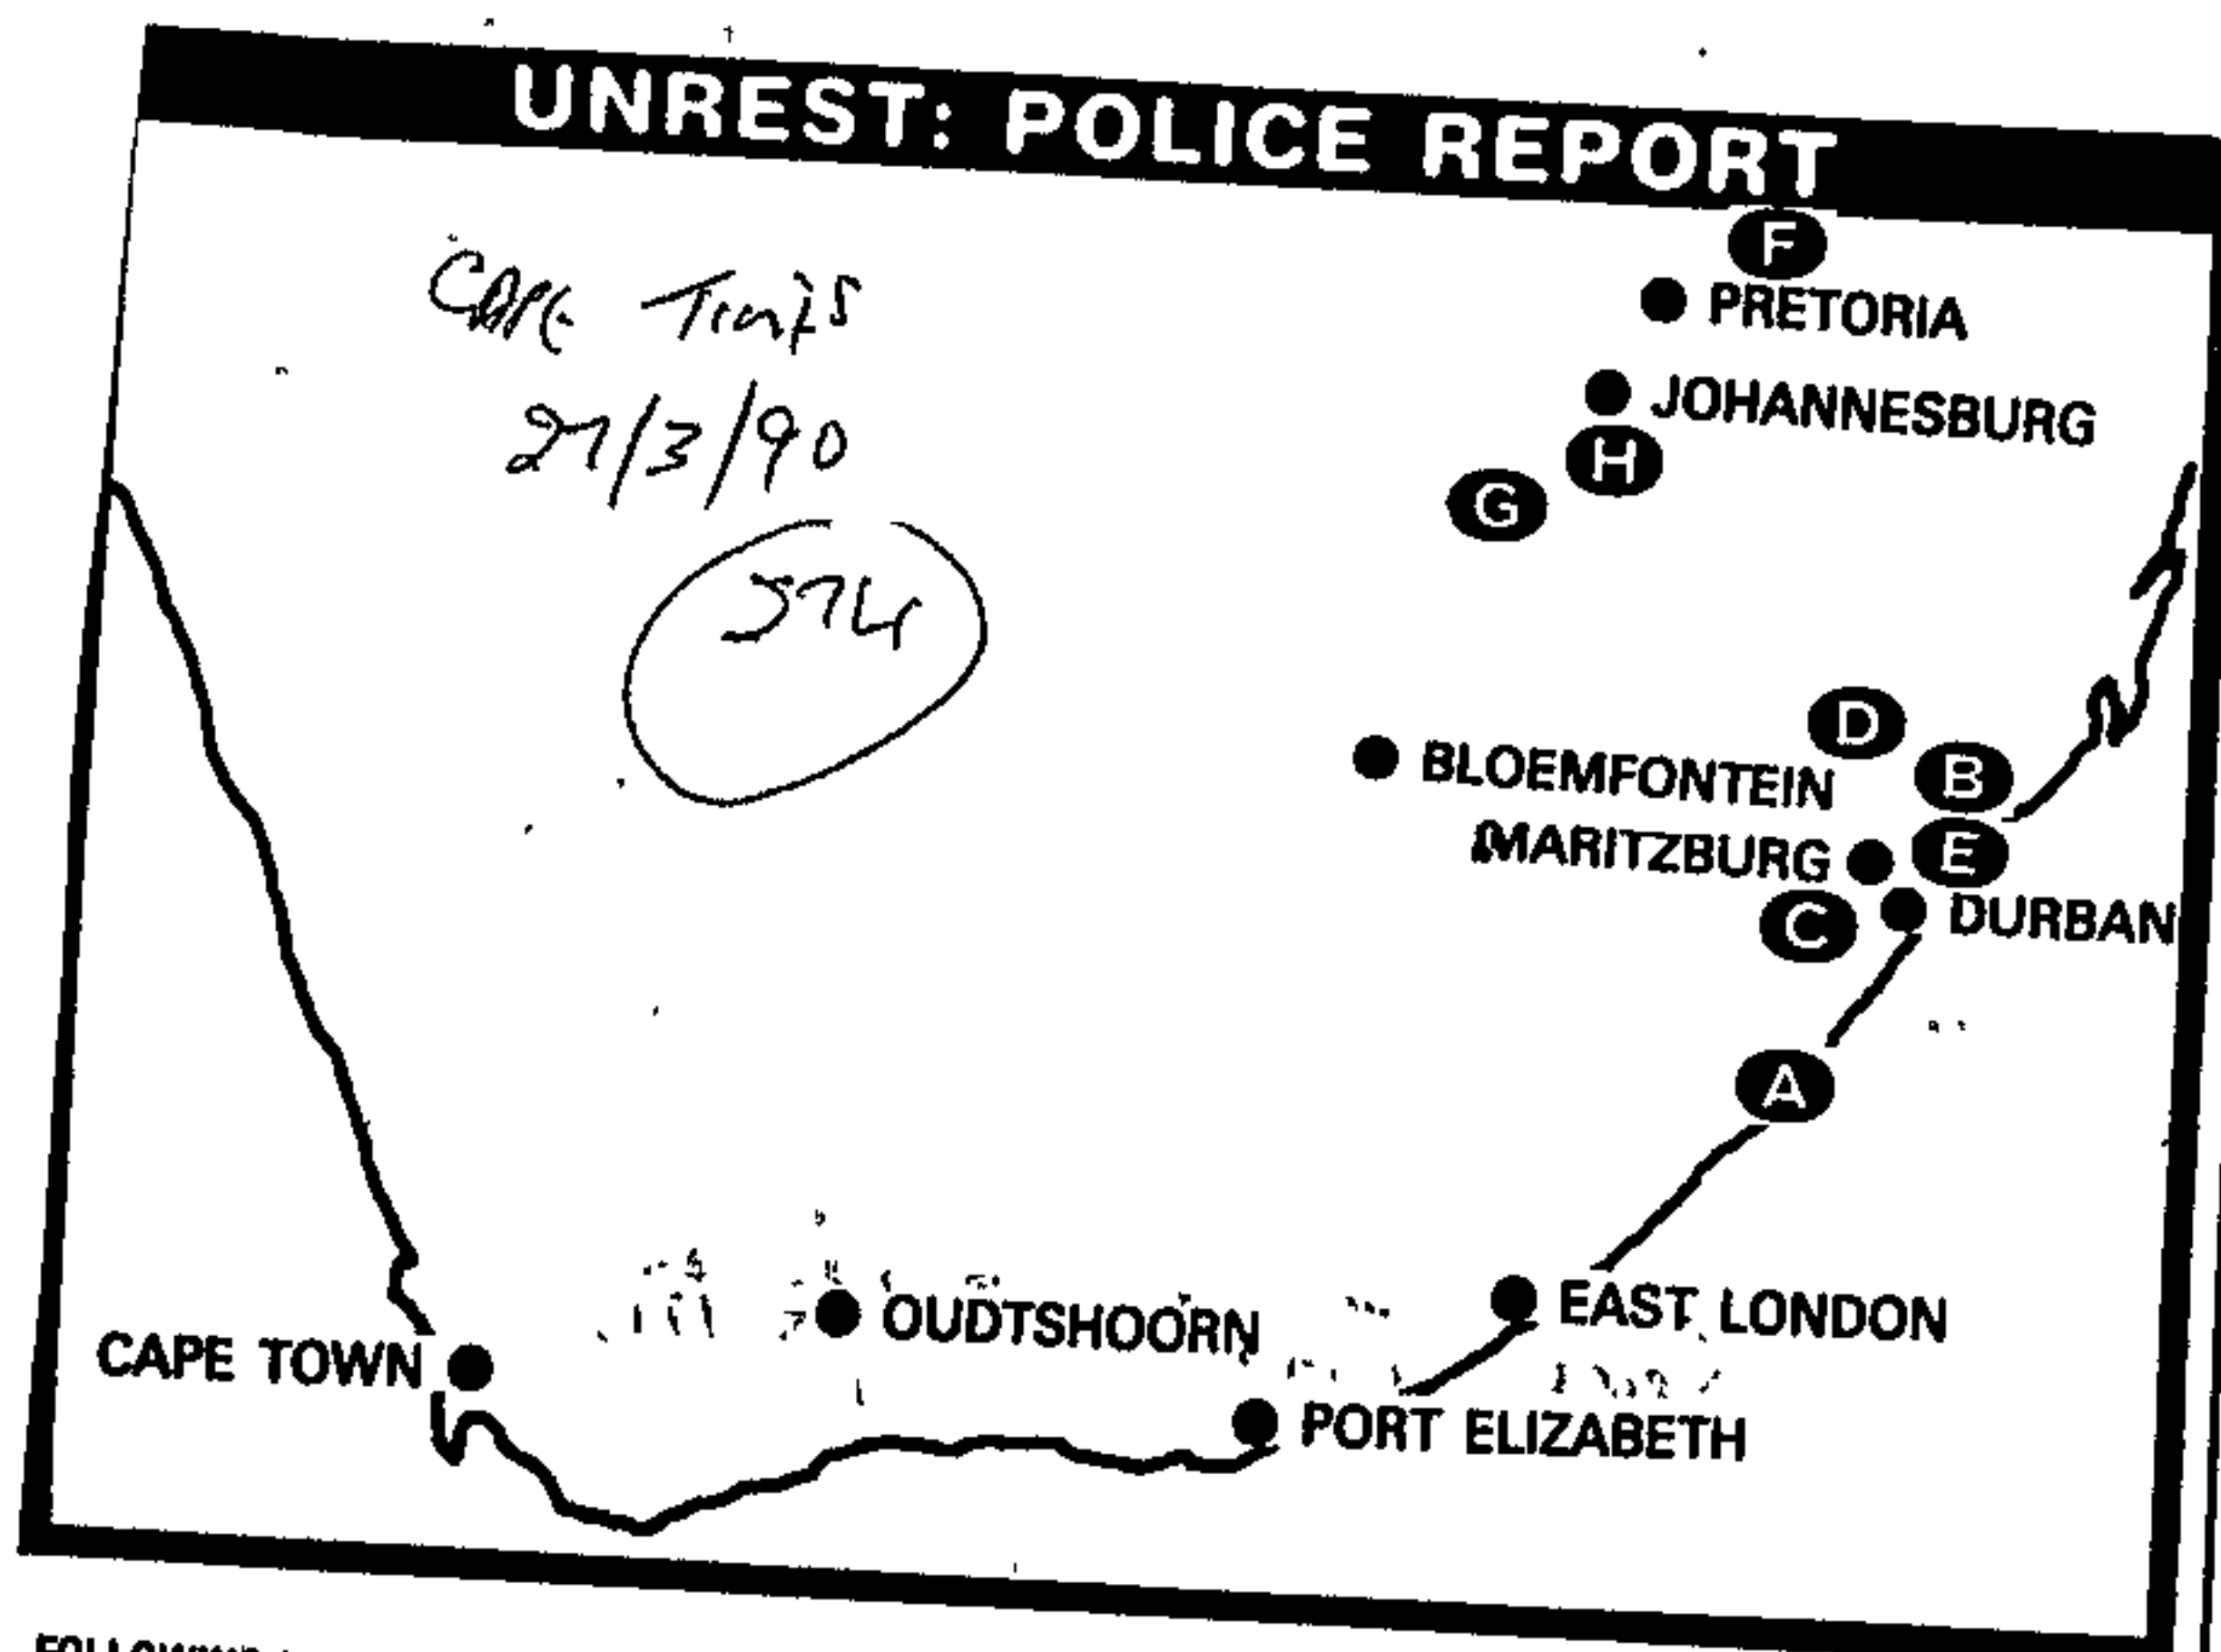 UNREST: POLICE REPORT
CAPE TIMES
27/3/90
F
PRETORIA
JOHANNESBURG
H
G
D
BLOEMFONTEIN
B
MARITZBURG
E
C
DURBAN
A
OUDTSHOORN
EAST LONDON
CAPE TOWN
PORT ELIZABETH